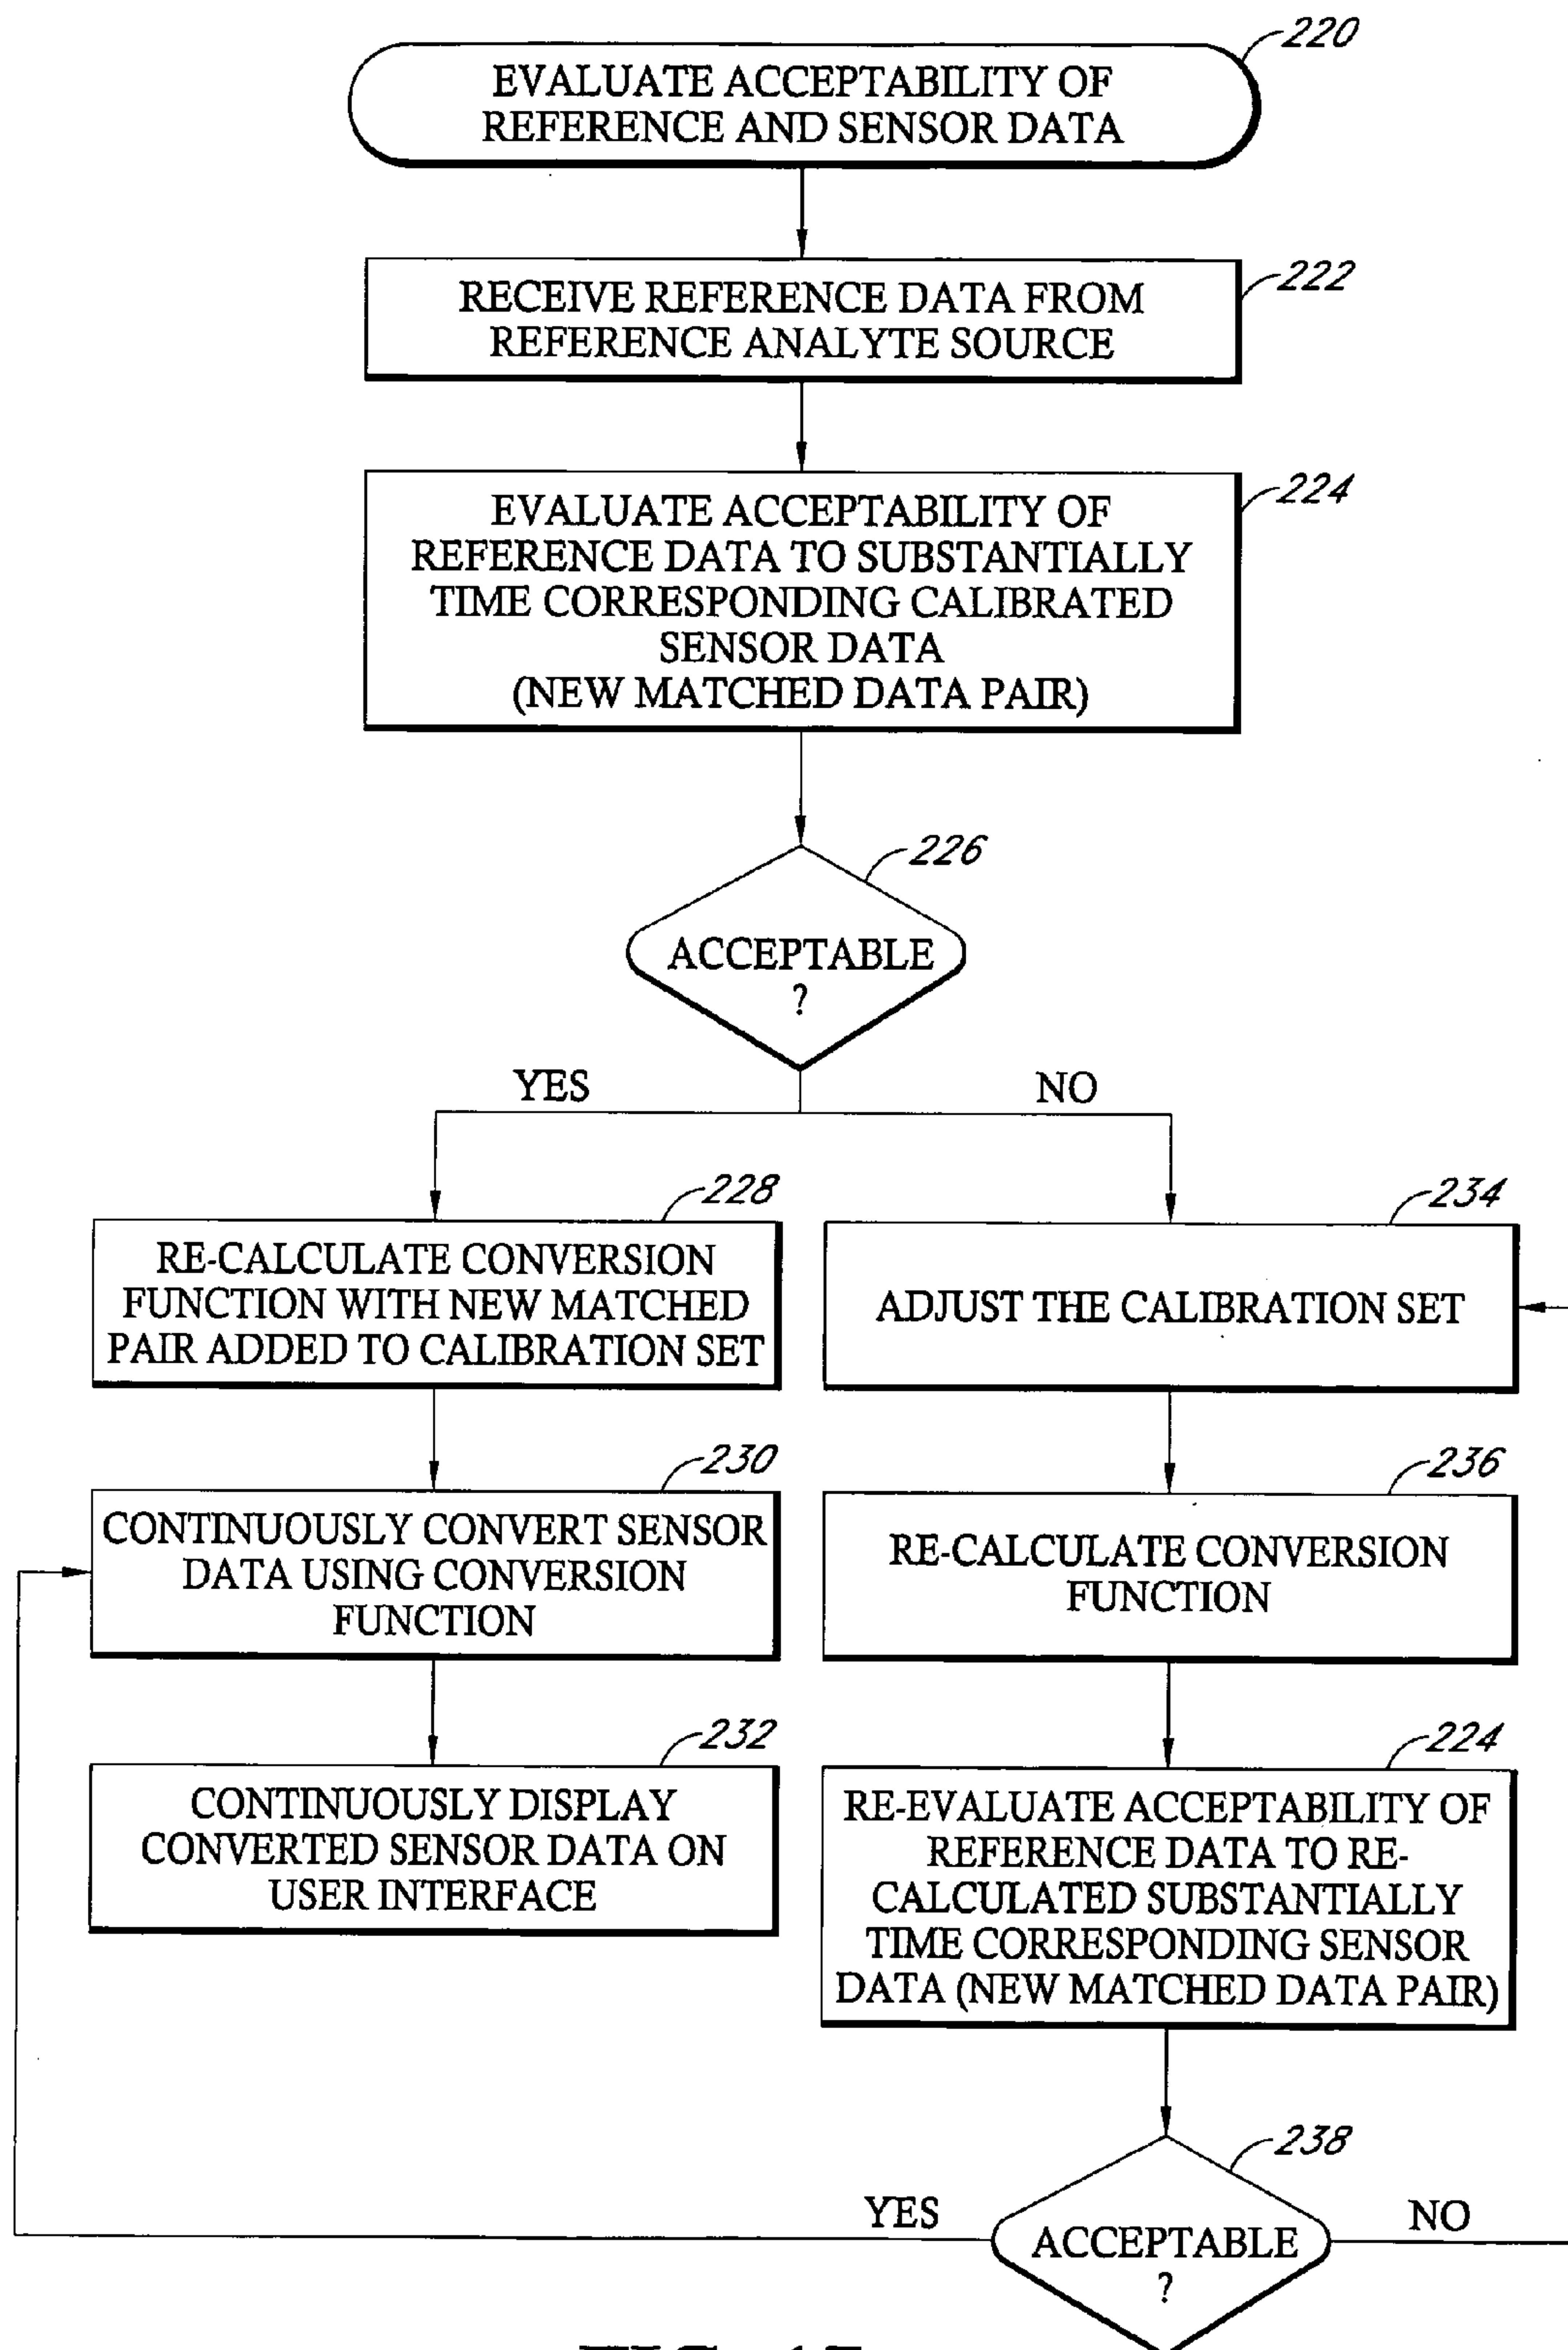 220
EVALUATE ACCEPTABILITY OF
REFERENCE AND SENSOR DATA
222
RECEIVE REFERENCE DATA FROM
REFERENCE ANALYTE SOURCE
224
EVALUATE ACCEPTABILITY OF
REFERENCE DATA TO SUBSTANTIALLY
TIME CORRESPONDING CALIBRATED
SENSOR DATA
(NEW MATCHED DATA PAIR)
226
ACCEPTABLE
?
YES
NO
228
RE-CALCULATE CONVERSION
FUNCTION WITH NEW MATCHED
PAIR ADDED TO CALIBRATION SET
234
ADJUST THE CALIBRATION SET
230
CONTINUOUSLY CONVERT SENSOR
DATA USING CONVERSION
FUNCTION
236
RE-CALCULATE CONVERSION
FUNCTION
232
CONTINUOUSLY DISPLAY
CONVERTED SENSOR DATA ON
USER INTERFACE
224
RE-EVALUATE ACCEPTABILITY OF
REFERENCE DATA TO RE-
CALCULATED SUBSTANTIALLY
TIME CORRESPONDING SENSOR
DATA (NEW MATCHED DATA PAIR)
238
YES
ACCEPTABLE
?
NO